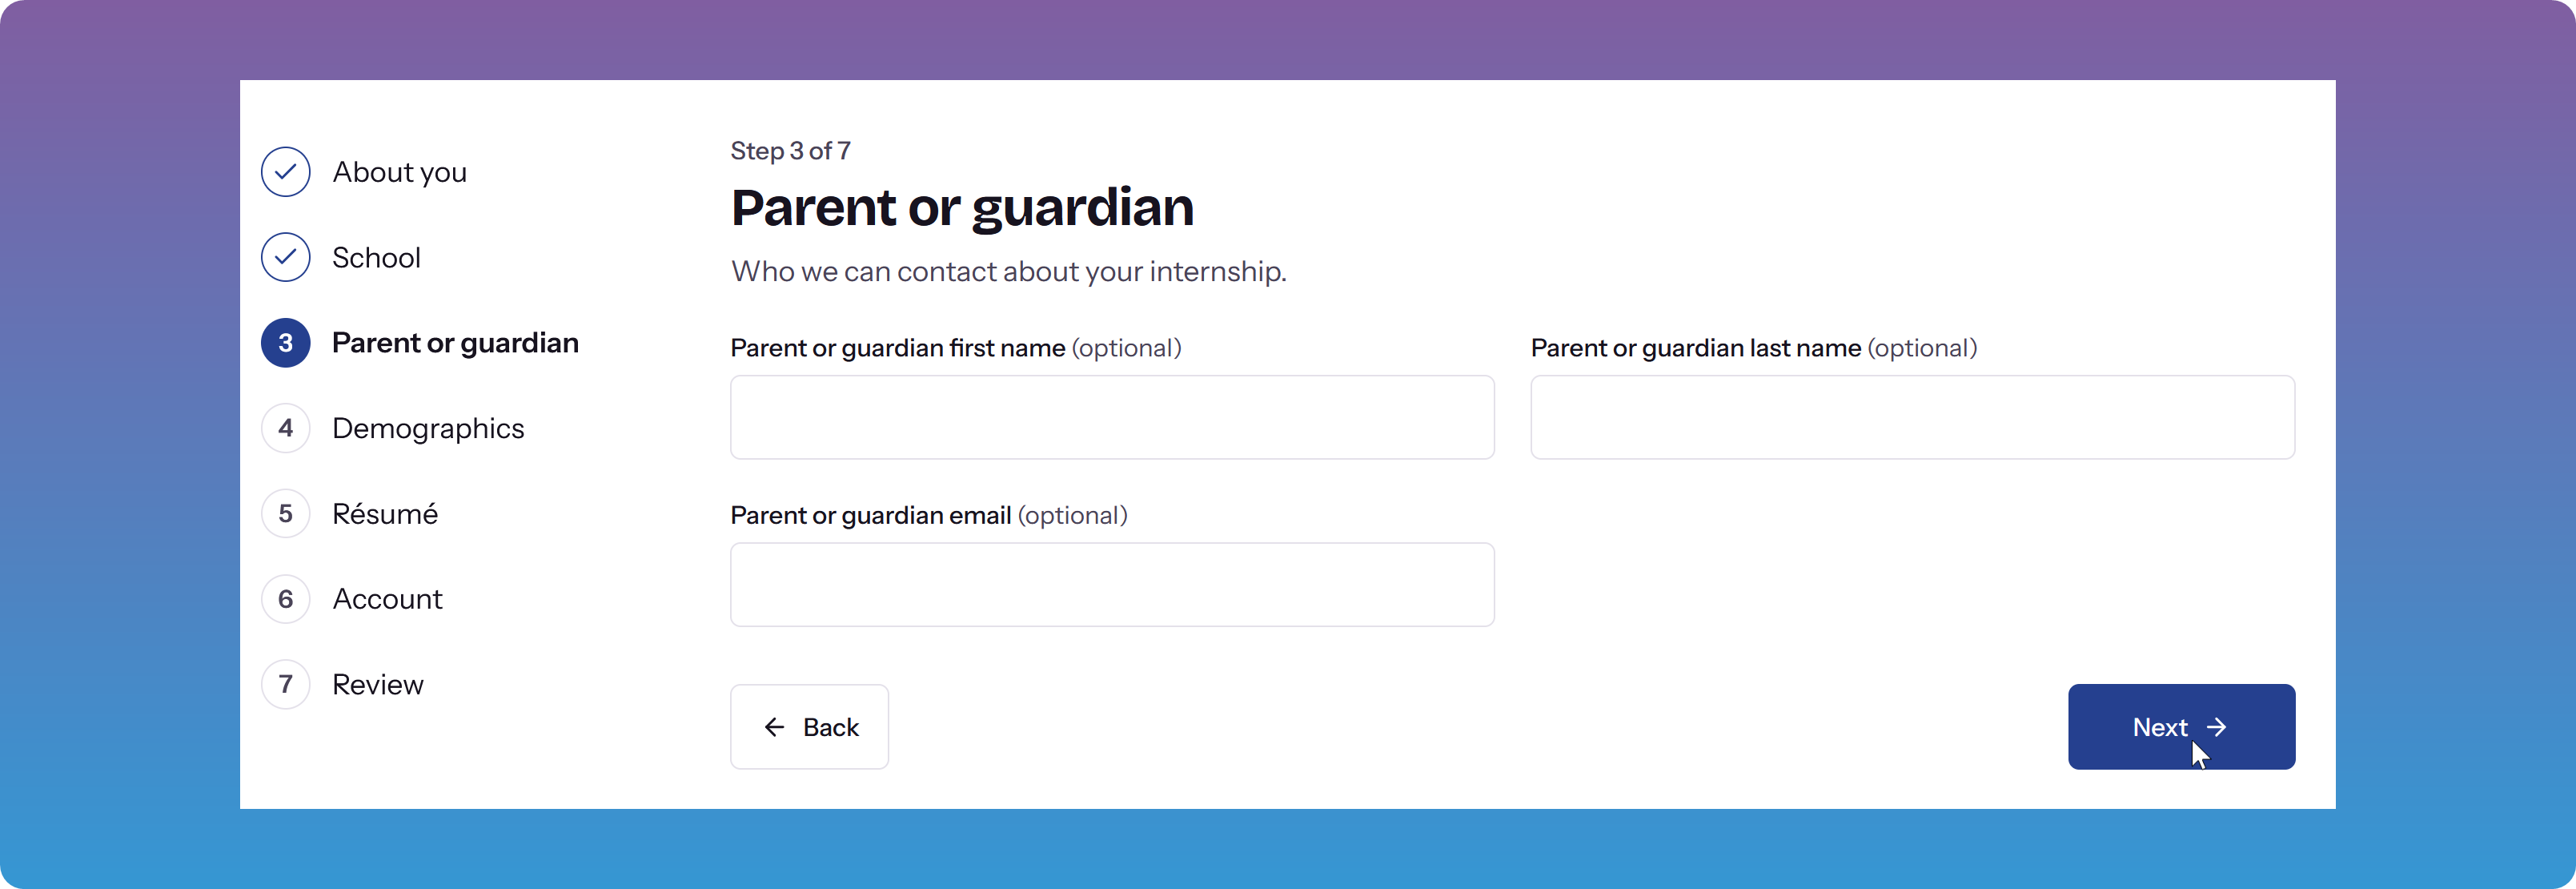 About you
School
3 Parent or guardian
4 Demographics
5 Résumé
6 Account
7 Review
Step 3 of 7
Parent or guardian
Who we can contact about your internship.
Parent or guardian first name (optional)
Parent or guardian last name (optional)
Parent or guardian email (optional)
Back
Next